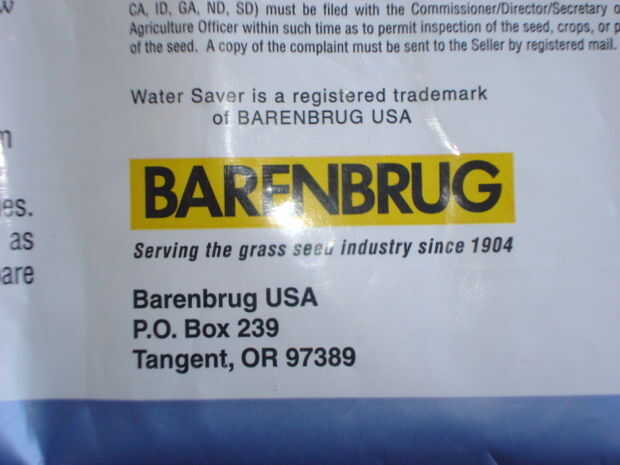 CA, ID, GA, ND, SD) must be filed with the Commissioner/Director/Secretary
Agriculture Officer within such time as to permit inspection of the seed, crops, or
of the seed. A copy of the complaint must be sent to the Seller by registered mail.
Water Saver is a registered trademark
of BARENBRUG USA
BARENBRUG
Serving the grass seed industry since 1904
es.
as
are
Barenbrug USA
P.O. Box 239
Tangent, OR 97389